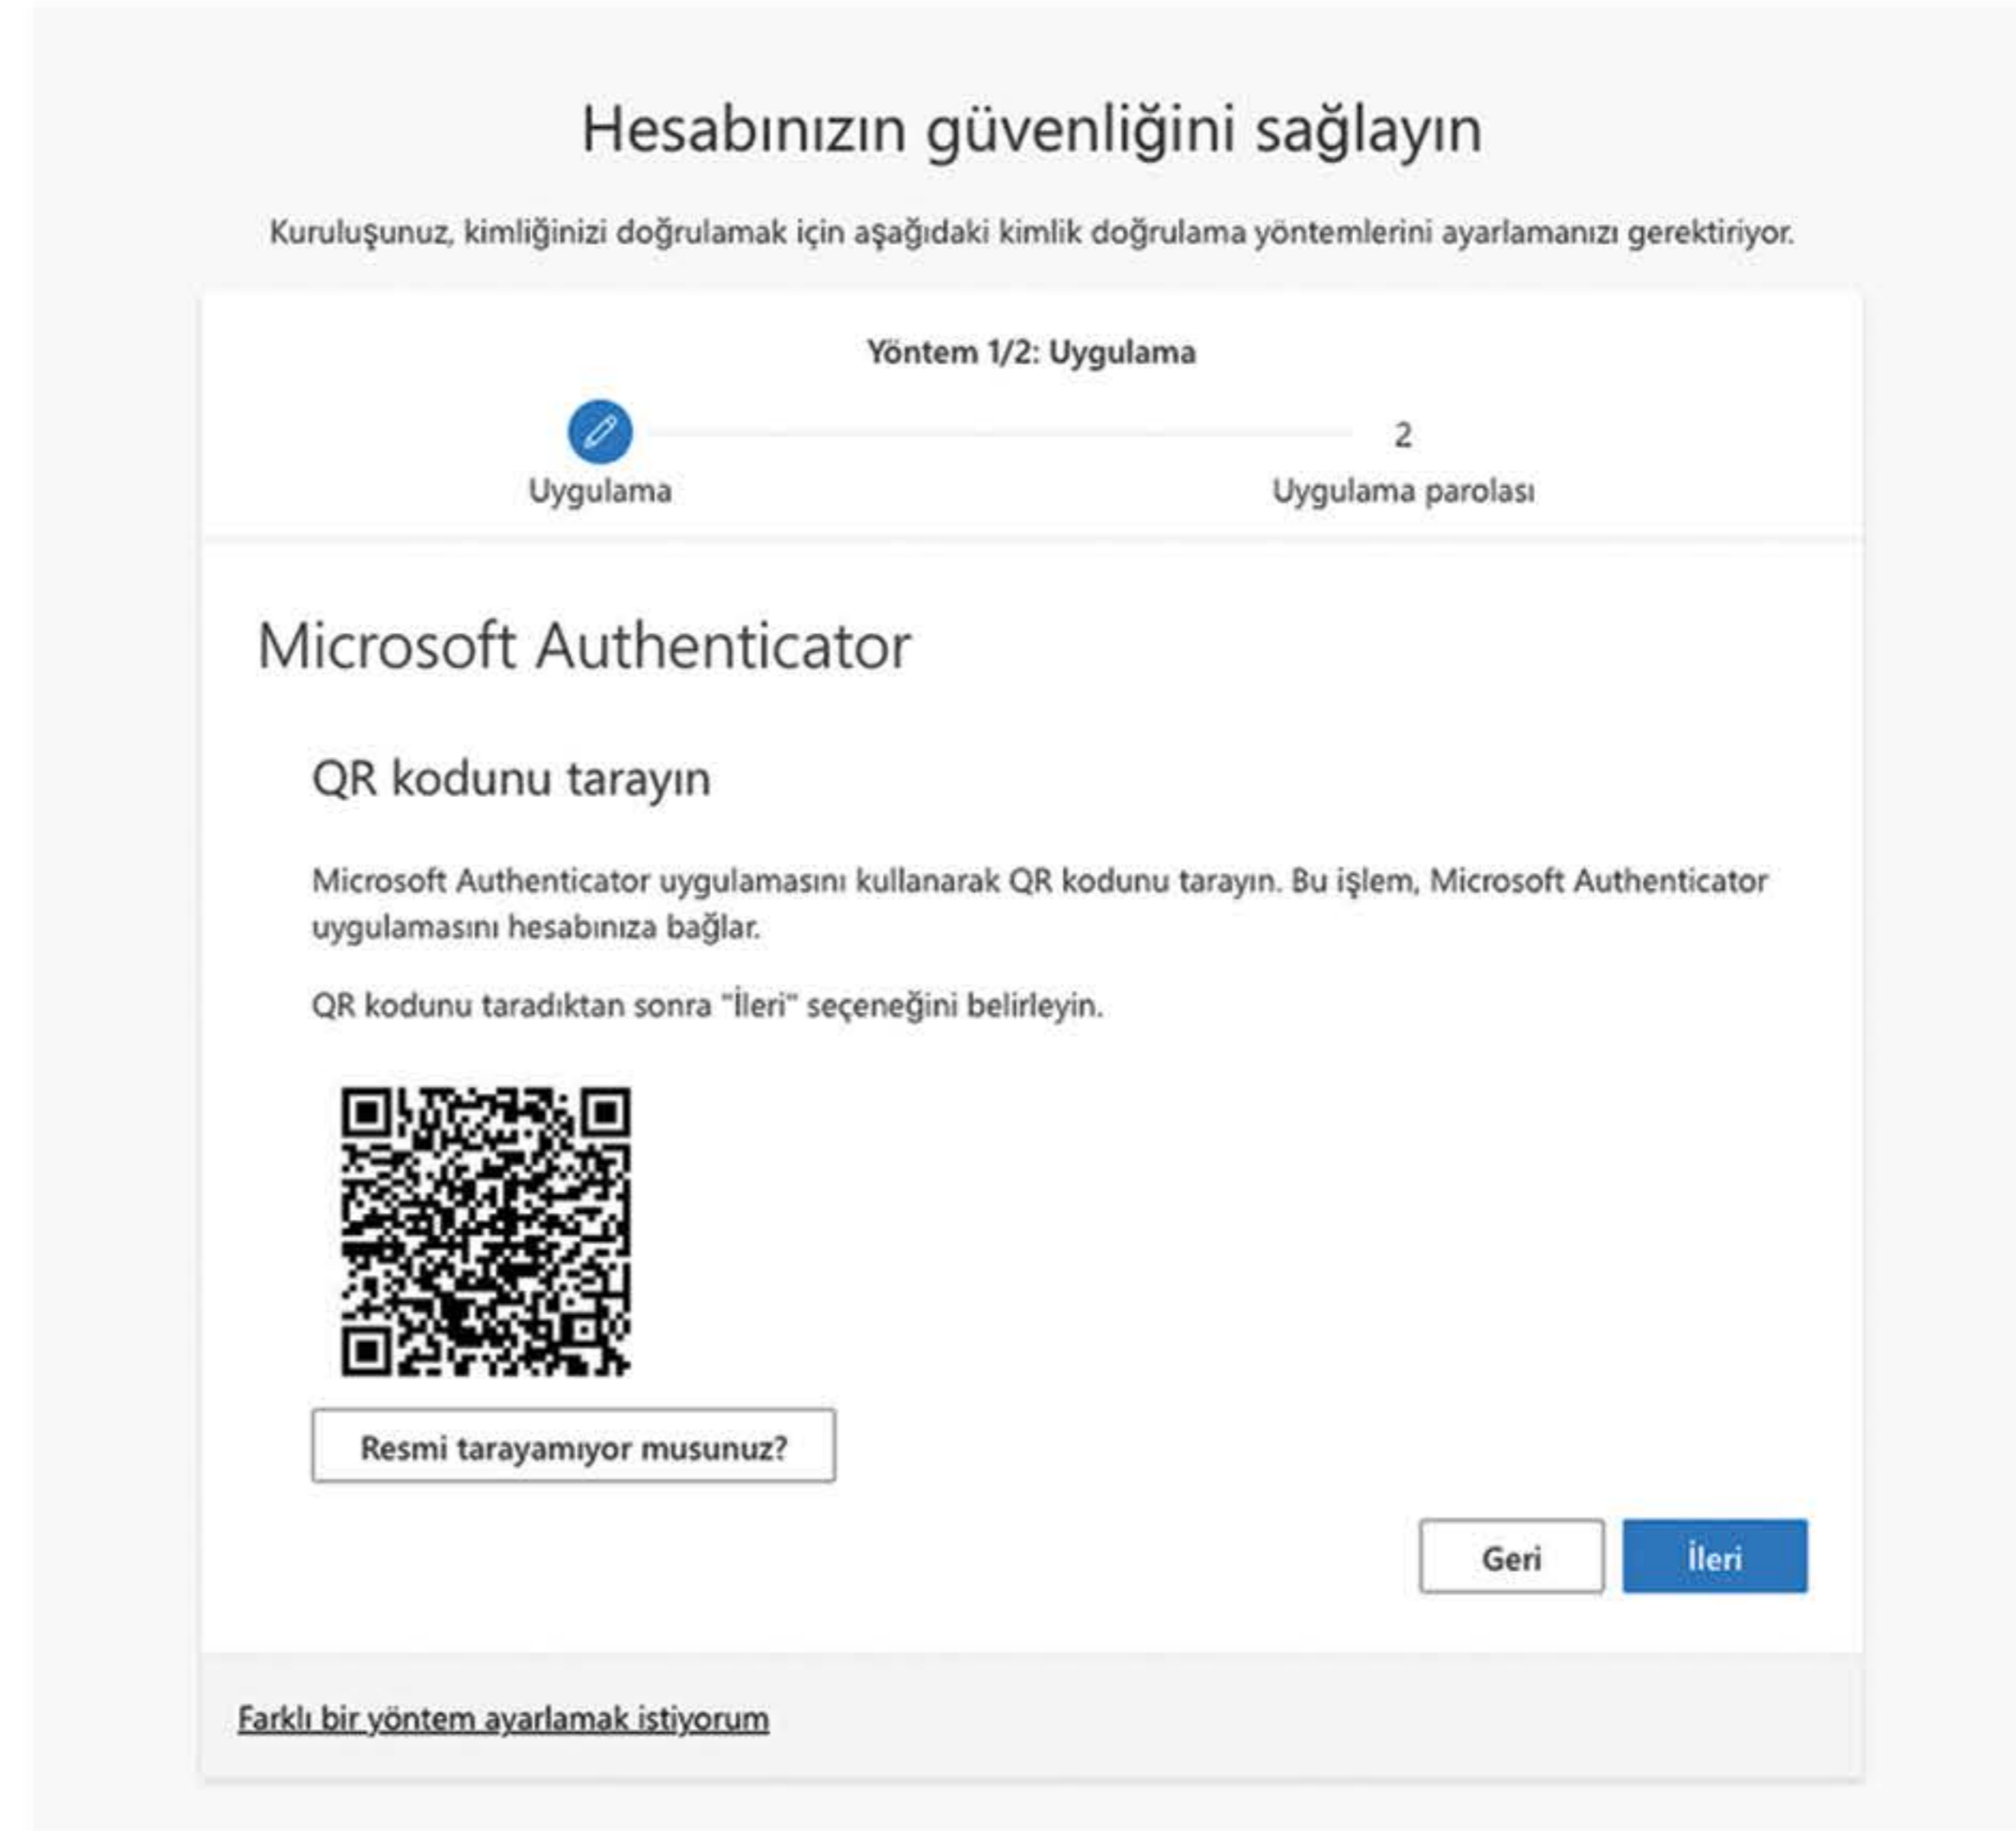 Hesabınızın güvenliğini sağlayın
Kuruluşunuz, kimliğinizi doğrulamak için aşağıdaki kimlik doğrulama yöntemlerini ayarlamanızı gerektiriyor.
Yöntem 1/2: Uygulama
2
Uygulama
Uygulama parolası
Microsoft Authenticator
QR kodunu tarayın
Microsoft Authenticator uygulamasını kullanarak QR kodunu tarayın. Bu işlem, Microsoft Authenticator
uygulamasını hesabınıza bağlar.
QR kodunu taradıktan sonra "İleri" seçeneğini belirleyin.
Resmi tarayamıyor musunuz?
Geri
İleri
Farklı bir yöntem ayarlamak istiyorum